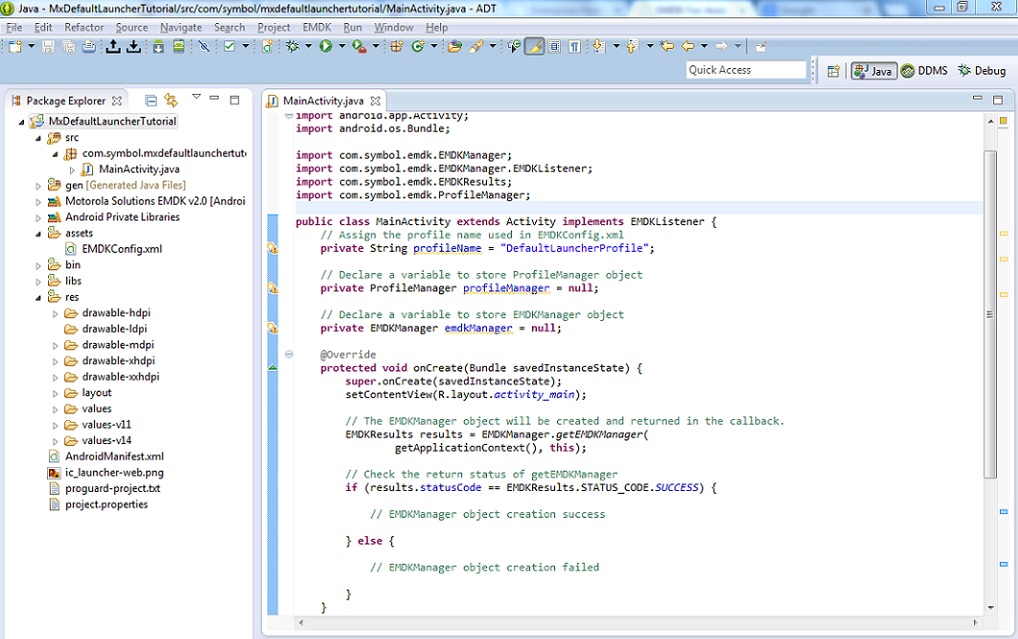 Java - MxDefaultLauncherTutorial/src/com/symbol/mxdefaultlaunchertutorial/MainActivity.java - ADT
File Edit Refactor Source Navigate Search Project EMDK Run Window Help
Quick Access
Java DDMS Debug
Package Explorer
MxDefaultLauncherTutorial
src
com.symbol.mxdefaultlaunchertuto
MainActivity.java
gen [Generated Java Files]
Motorola Solutions EMDK v2.0 [Androi
Android Private Libraries
assets
EMDKConfig.xml
bin
libs
res
drawable-hdpi
drawable-ldpi
drawable-mdpi
drawable-xhdpi
drawable-xxhdpi
layout
values
values-v11
values-v14
AndroidManifest.xml
ic_launcher-web.png
proguard-project.txt
project.properties
MainActivity.java
import android.app.Activity;
import android.os.Bundle;
import com.symbol.emdk.EMDKManager;
import com.symbol.emdk.EMDKManager.EMDKListener;
import com.symbol.emdk.EMDKResults;
import com.symbol.emdk.ProfileManager;
public class MainActivity extends Activity implements EMDKListener {
// Assign the profile name used in EMDKConfig.xml
private String profileName = "DefaultLauncherProfile";
// Declare a variable to store ProfileManager object
private ProfileManager profileManager = null;
// Declare a variable to store EMDKManager object
private EMDKManager emdkManager = null;
@Override
protected void onCreate(Bundle savedInstanceState) {
super.onCreate(savedInstanceState);
setContentView(R.layout.activity_main);
// The EMDKManager object will be created and returned in the callback.
EMDKResults results = EMDKManager.getEMDKManager(
getApplicationContext(), this);
// Check the return status of getEMDKManager
if (results.statusCode == EMDKResults.STATUS_CODE.SUCCESS) {
// EMDKManager object creation success
} else {
// EMDKManager object creation failed
}
}